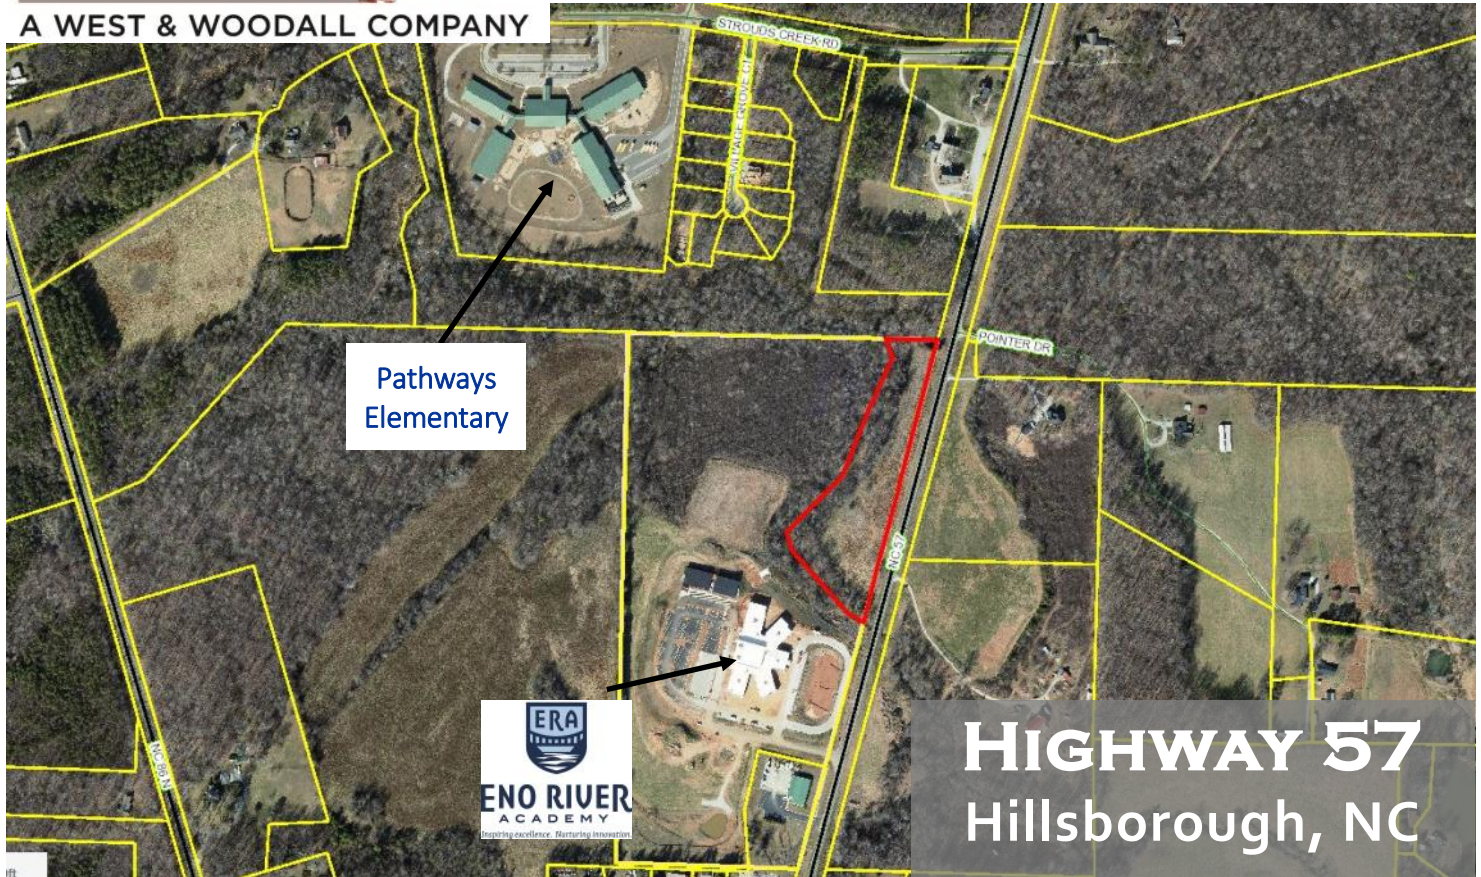 A WEST & WOODALL COMPANY
STROUDS CREEK RD
VILLAGE GROVE CT
POINTER DR
Pathways
Elementary
NC 57
NC 86 N
ERA
ENO RIVER
ACADEMY
Inspiring excellence. Nurturing innovation.
HIGHWAY 57
Hillsborough, NC